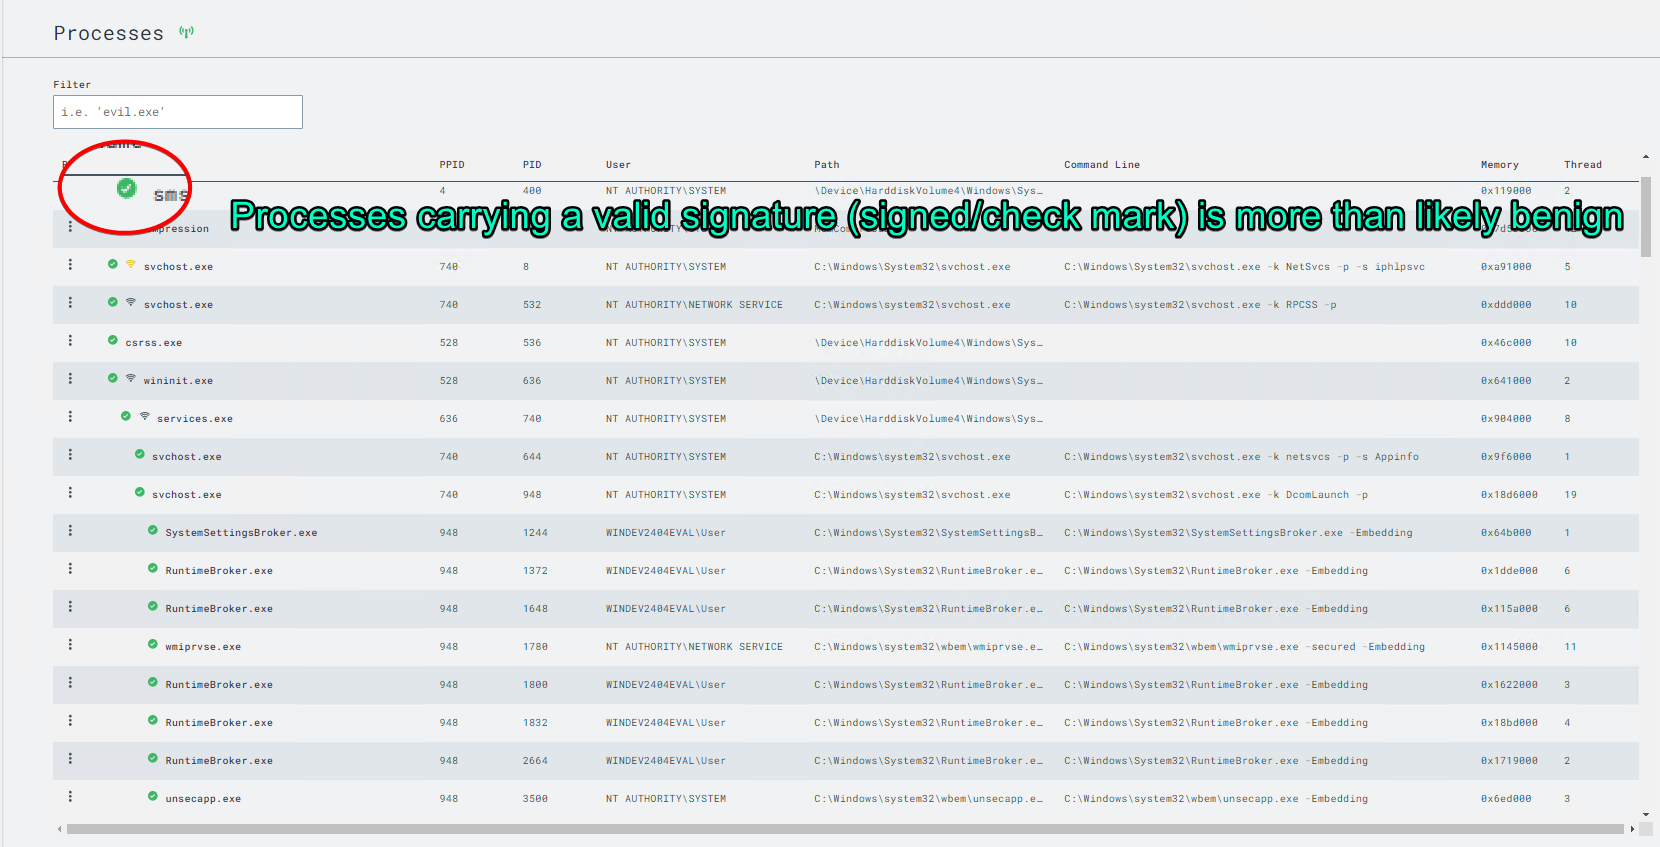 Processes
Filter
i.e. 'evil.exe'
PPID PID User Path Command Line Memory Thread
sms 4 400 NT AUTHORITY\SYSTEM \Device\HarddiskVolume4\Windows\Sys… 0x119000 2
Processes carrying a valid signature (signed/check mark) is more than likely benign
mpression
svchost.exe 740 8 NT AUTHORITY\SYSTEM C:\Windows\System32\svchost.exe C:\Windows\System32\svchost.exe -k NetSvcs -p -s iphlpsvc 0xa91000 5
svchost.exe 740 532 NT AUTHORITY\NETWORK SERVICE C:\Windows\system32\svchost.exe C:\Windows\system32\svchost.exe -k RPCSS -p 0xddd000 10
csrss.exe 528 536 NT AUTHORITY\SYSTEM \Device\HarddiskVolume4\Windows\Sys… 0x46c000 10
wininit.exe 528 636 NT AUTHORITY\SYSTEM \Device\HarddiskVolume4\Windows\Sys… 0x641000 2
services.exe 636 740 NT AUTHORITY\SYSTEM \Device\HarddiskVolume4\Windows\Sys… 0x904000 8
svchost.exe 740 644 NT AUTHORITY\SYSTEM C:\Windows\system32\svchost.exe C:\Windows\system32\svchost.exe -k netsvcs -p -s Appinfo 0x9f6000 1
svchost.exe 740 948 NT AUTHORITY\SYSTEM C:\Windows\system32\svchost.exe C:\Windows\system32\svchost.exe -k DcomLaunch -p 0x18d6000 19
SystemSettingsBroker.exe 948 1244 WINDEV2404EVAL\User C:\Windows\System32\SystemSettingsB… C:\Windows\System32\SystemSettingsBroker.exe -Embedding 0x64b000 1
RuntimeBroker.exe 948 1372 WINDEV2404EVAL\User C:\Windows\System32\RuntimeBroker.e… C:\Windows\System32\RuntimeBroker.exe -Embedding 0x1dde000 6
RuntimeBroker.exe 948 1648 WINDEV2404EVAL\User C:\Windows\System32\RuntimeBroker.e… C:\Windows\System32\RuntimeBroker.exe -Embedding 0x115a000 6
wmiprvse.exe 948 1780 NT AUTHORITY\NETWORK SERVICE C:\Windows\system32\wbem\wmiprvse.e… C:\Windows\system32\wbem\wmiprvse.exe -secured -Embedding 0x1145000 11
RuntimeBroker.exe 948 1800 WINDEV2404EVAL\User C:\Windows\System32\RuntimeBroker.e… C:\Windows\System32\RuntimeBroker.exe -Embedding 0x1622000 3
RuntimeBroker.exe 948 1832 WINDEV2404EVAL\User C:\Windows\System32\RuntimeBroker.e… C:\Windows\System32\RuntimeBroker.exe -Embedding 0x18bd000 4
RuntimeBroker.exe 948 2664 WINDEV2404EVAL\User C:\Windows\System32\RuntimeBroker.e… C:\Windows\System32\RuntimeBroker.exe -Embedding 0x1719000 2
unsecapp.exe 948 3500 NT AUTHORITY\SYSTEM C:\Windows\system32\wbem\unsecapp.e… C:\Windows\system32\wbem\unsecapp.exe -Embedding 0x6ed000 3